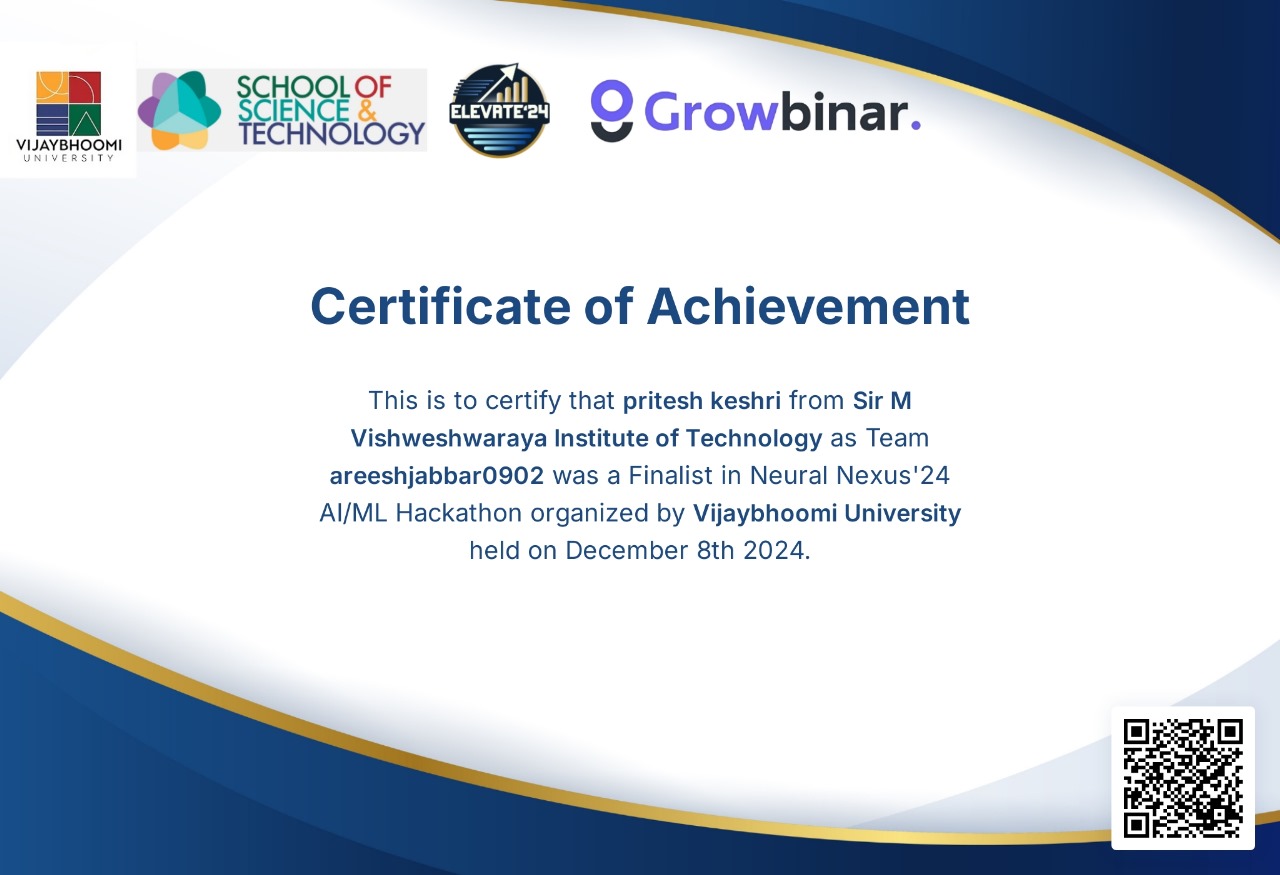 VIJAYBHOOMI
UNIVERSITY
SCHOOL OF
SCIENCE &
TECHNOLOGY
ELEVATE'24
Growbinar.
Certificate of Achievement
This is to certify that pritesh keshri from Sir M
Vishweshwaraya Institute of Technology as Team
areeshjabbar0902 was a Finalist in Neural Nexus'24
AI/ML Hackathon organized by Vijaybhoomi University
held on December 8th 2024.